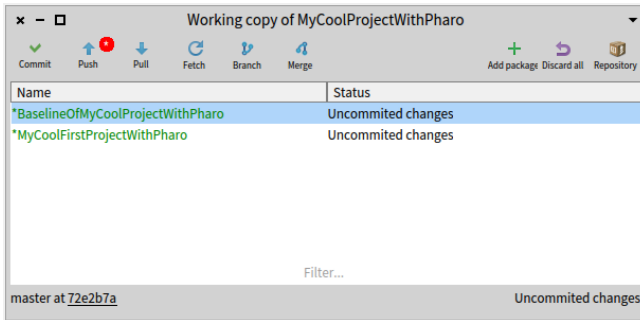 Working copy of MyCoolProjectWithPharo
Commit Push Pull Fetch Branch Merge Add package Discard all Repository
Name Status
*BaselineOfMyCoolProjectWithPharo Uncommited changes
*MyCoolFirstProjectWithPharo Uncommited changes
Filter...
master at 72e2b7a Uncommited changes